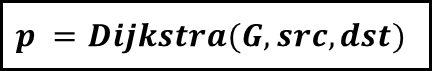 p = Dijkstra(G, src, dst)